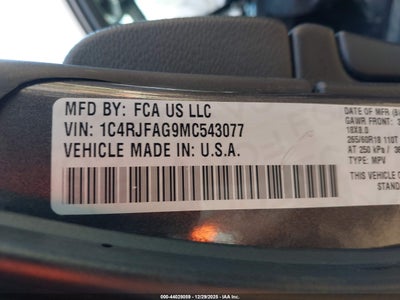 MFD BY: FCA US LLC
VIN: 1C4RJFAG9MC543077
VEHICLE MADE IN: U.S.A.
DATE OF MFR
GAWR FRONT:
18X8.0
265/60R18 110T
AT 250 kPa
TYPE: MPV
THIS VEHICLE
STAND
000-44028059 - 12/29/2025 - IAA Inc.